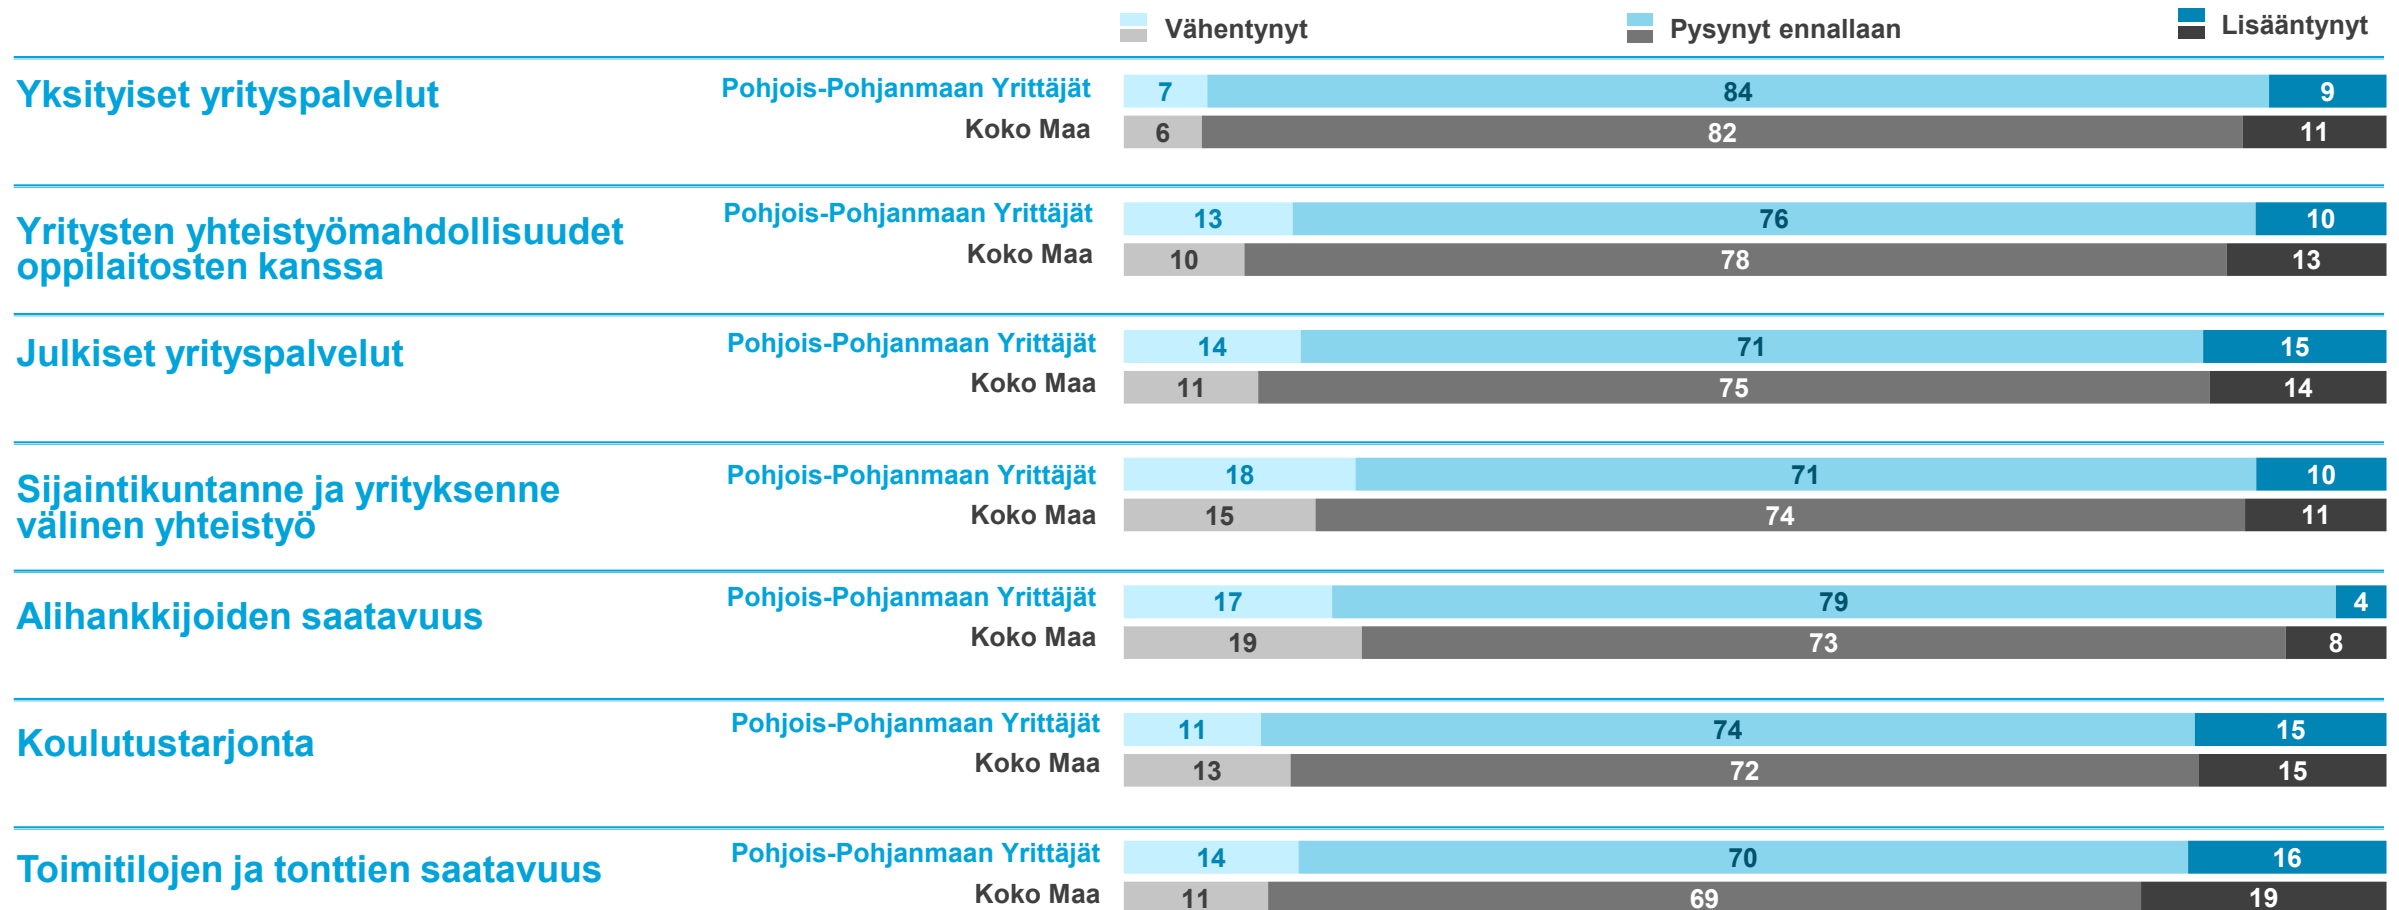 Vähentynyt Pysynyt ennallaan Lisääntynyt
Yksityiset yrityspalvelut
Pohjois-Pohjanmaan Yrittäjät 7 84 9
Koko Maa 6 82 11
Yritysten yhteistyömahdollisuudet
oppilaitosten kanssa
Pohjois-Pohjanmaan Yrittäjät 13 76 10
Koko Maa 10 78 13
Julkiset yrityspalvelut
Pohjois-Pohjanmaan Yrittäjät 14 71 15
Koko Maa 11 75 14
Sijaintikuntanne ja yrityksenne
välinen yhteistyö
Pohjois-Pohjanmaan Yrittäjät 18 71 10
Koko Maa 15 74 11
Alihankkijoiden saatavuus
Pohjois-Pohjanmaan Yrittäjät 17 79 4
Koko Maa 19 73 8
Koulutustarjonta
Pohjois-Pohjanmaan Yrittäjät 11 74 15
Koko Maa 13 72 15
Toimitilojen ja tonttien saatavuus
Pohjois-Pohjanmaan Yrittäjät 14 70 16
Koko Maa 11 69 19